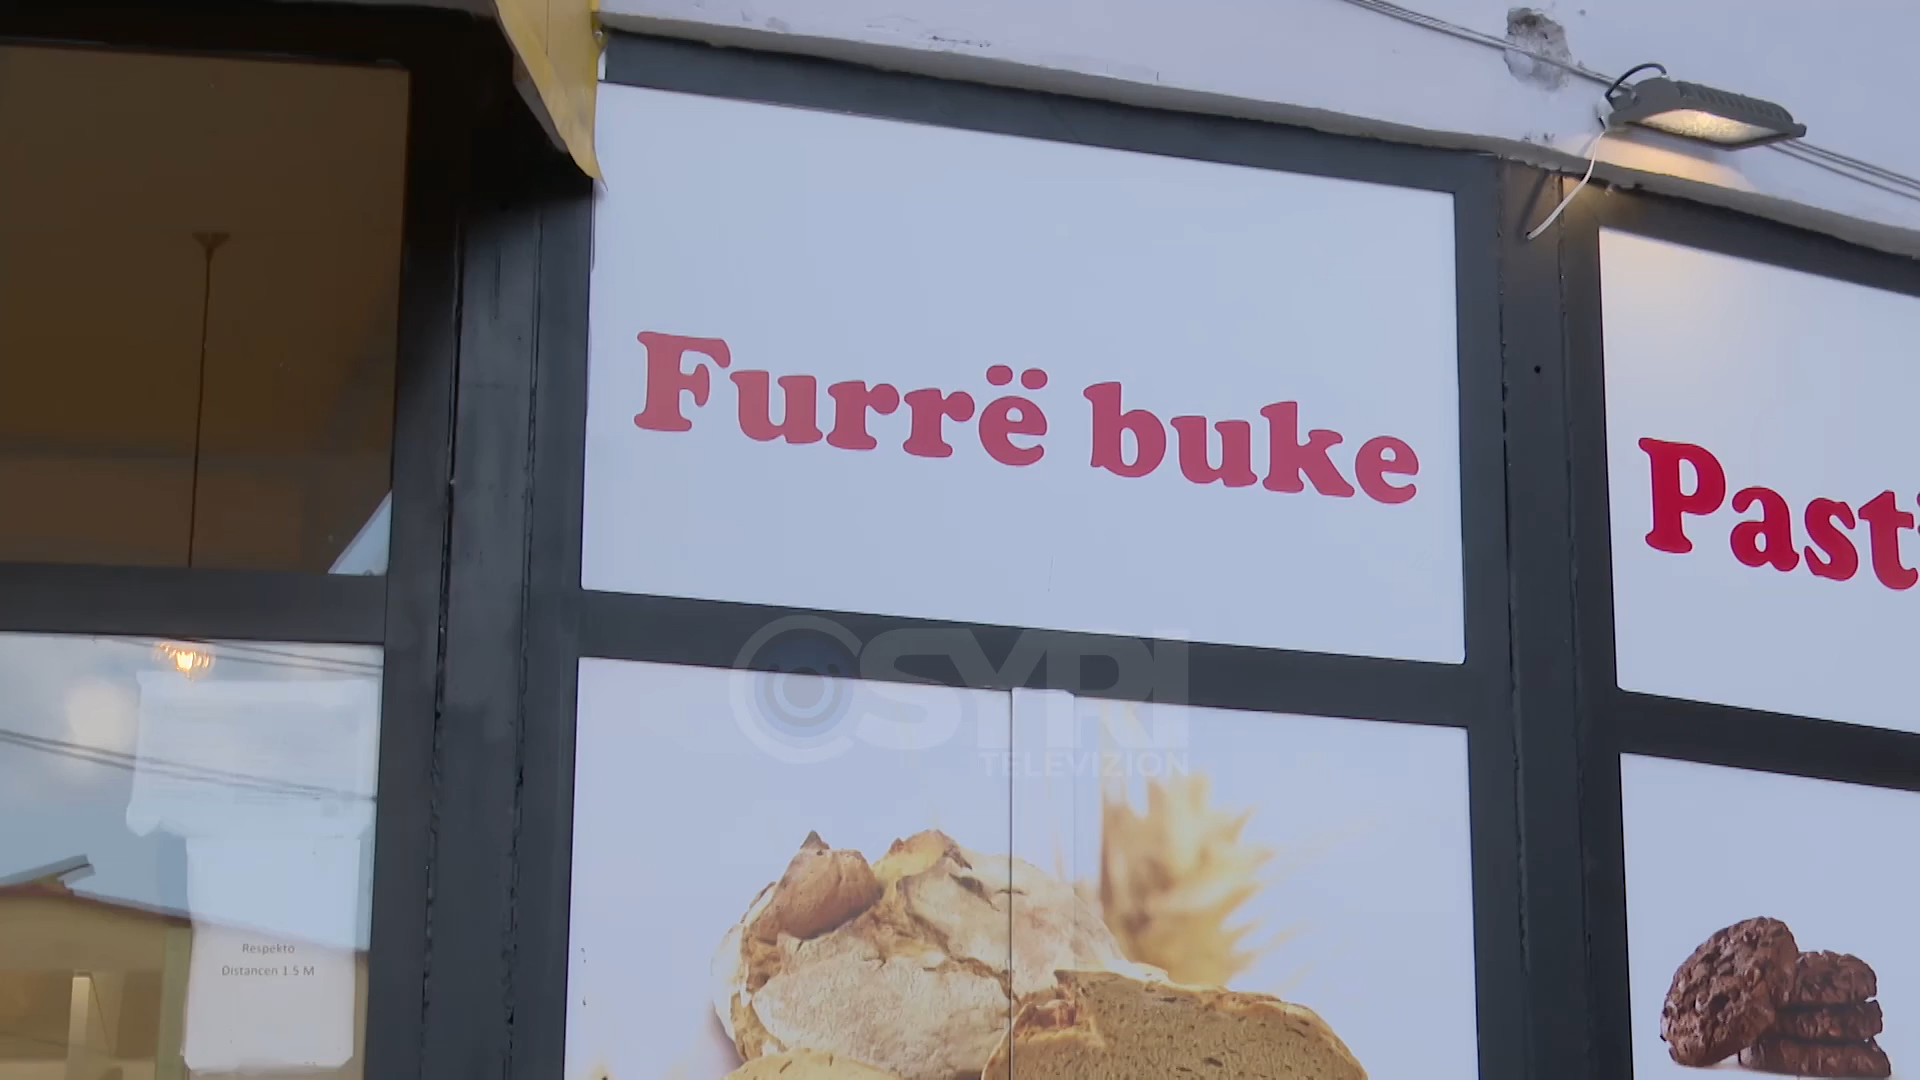 Furrë buke
Past
SYRI
TELEVIZION
Respekto
Distancen 1.5 M